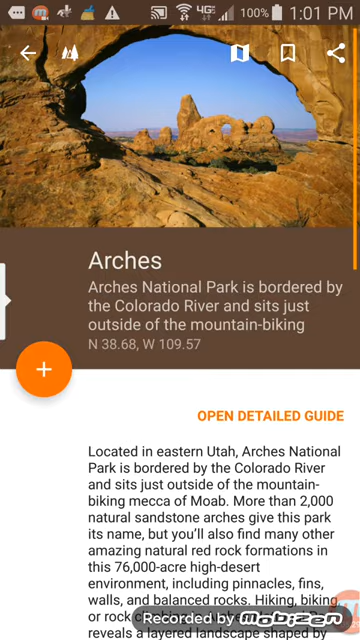 4G
100%
1:01 PM
Arches
Arches National Park is bordered by
the Colorado River and sits just
outside of the mountain-biking
N 38.68, W 109.57
+
OPEN DETAILED GUIDE
Located in eastern Utah, Arches National
Park is bordered by the Colorado River
and sits just outside of the mountain-
biking mecca of Moab. More than 2,000
natural sandstone arches give this park
its name, but you'll also find many other
amazing natural red rock formations in
this 76,000-acre high-desert
environment, including pinnacles, fins,
walls, and balanced rocks. Hiking, biking
or rock
Recorded by Mobizen
reveals a layered landscape shaped by